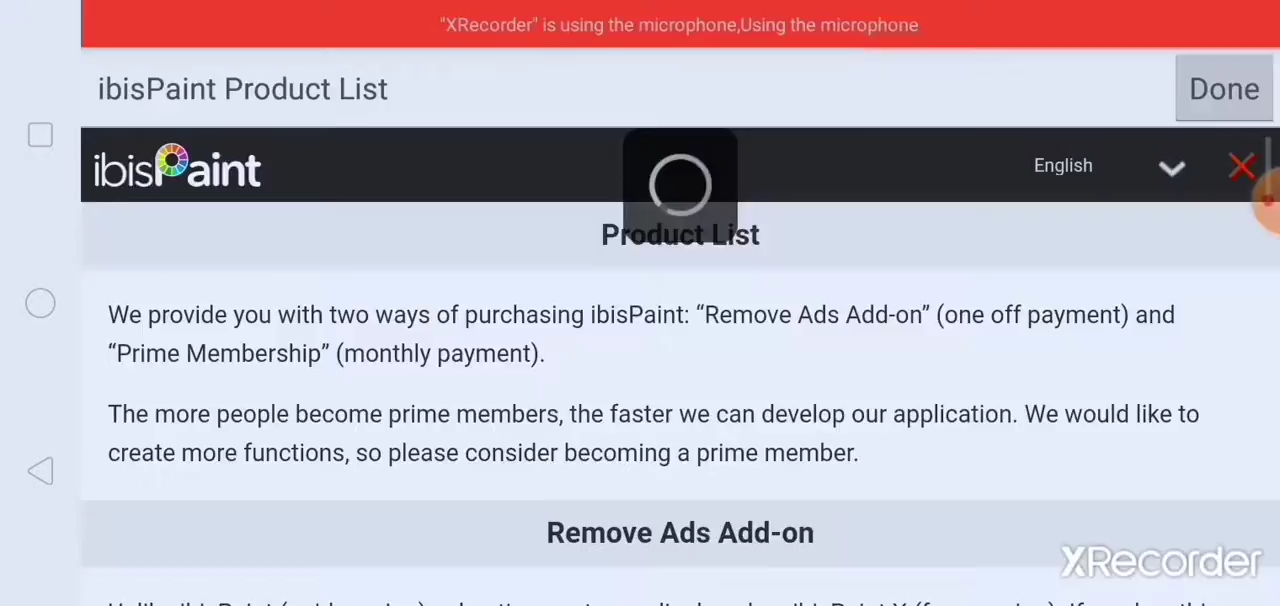 "XRecorder" is using the microphone,Using the microphone
ibisPaint Product List
Done
ibisPaint
English
Product List
We provide you with two ways of purchasing ibisPaint: “Remove Ads Add-on” (one off payment) and
“Prime Membership” (monthly payment).
The more people become prime members, the faster we can develop our application. We would like to
create more functions, so please consider becoming a prime member.
Remove Ads Add-on
XRecorder